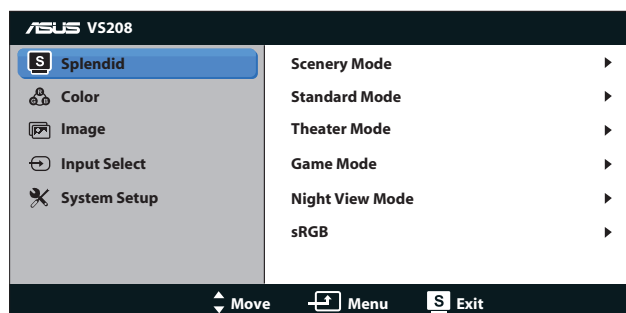 ASUS VS208
S Splendid
Color
Image
Input Select
System Setup
Scenery Mode
Standard Mode
Theater Mode
Game Mode
Night View Mode
sRGB
Move Menu S Exit